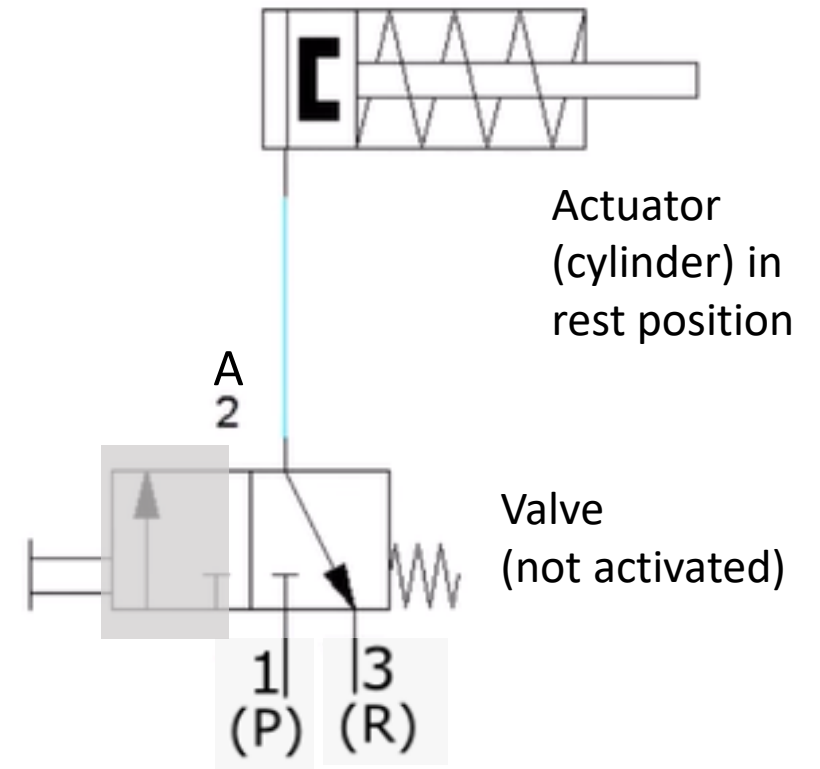 Actuator
(cylinder) in
rest position
A
2
Valve
(not activated)
1 3
(P) (R)